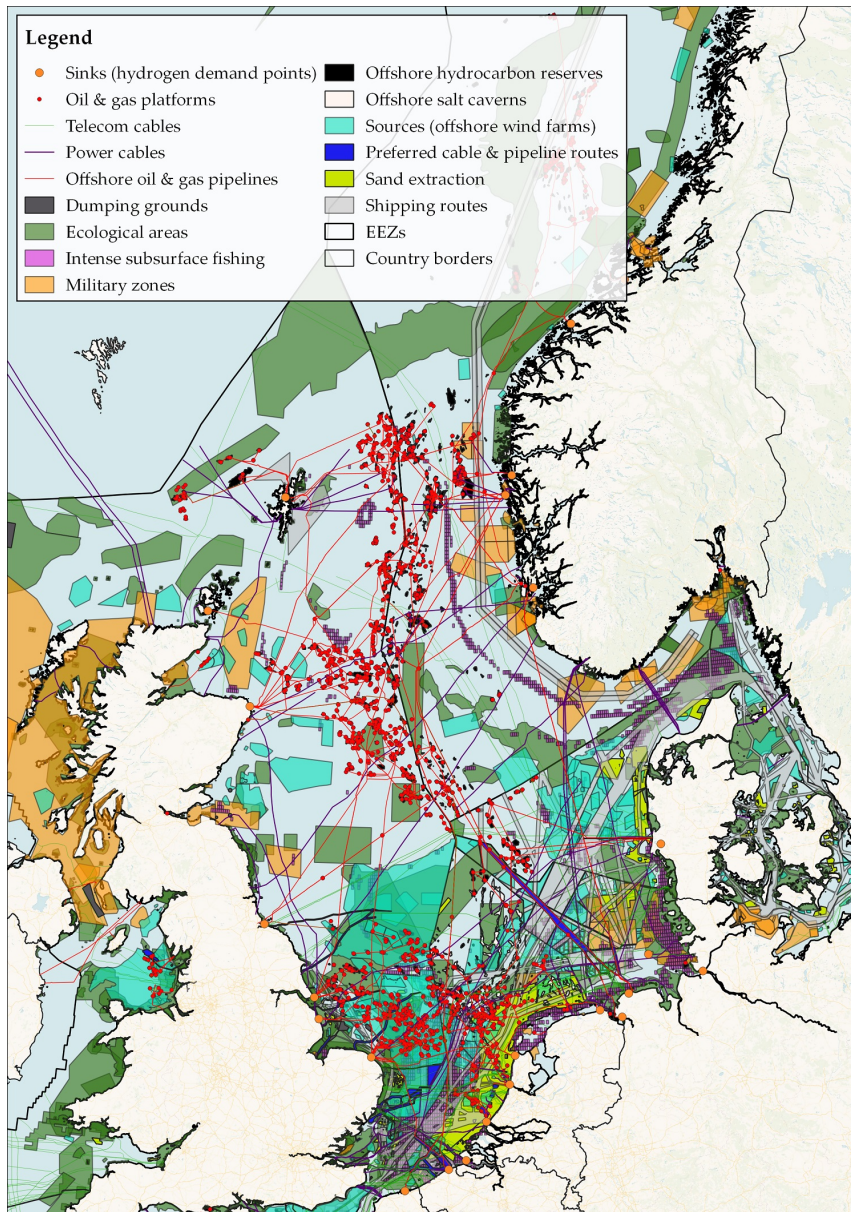 Legend
Sinks (hydrogen demand points)
Oil & gas platforms
Telecom cables
Power cables
Offshore oil & gas pipelines
Dumping grounds
Ecological areas
Intense subsurface fishing
Military zones
Offshore hydrocarbon reserves
Offshore salt caverns
Sources (offshore wind farms)
Preferred cable & pipeline routes
Sand extraction
Shipping routes
EEZs
Country borders